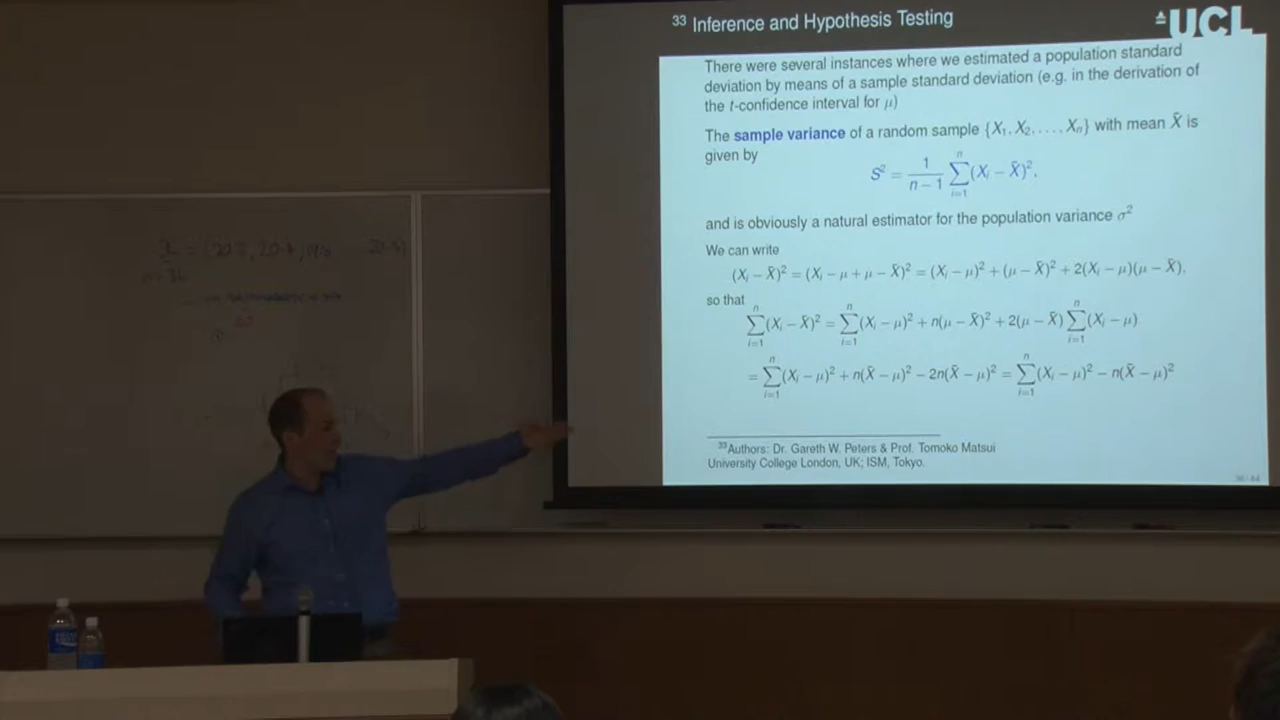 33 Inference and Hypothesis Testing
UCL
There were several instances where we estimated a population standard
deviation by means of a sample standard deviation (e.g. in the derivation of
the t-confidence interval for μ)
The sample variance of a random sample {X₁, X₂, . . . , Xₙ} with mean X̄ is
given by
S² = 1/(n − 1) ∑ᵢ₌₁ⁿ (Xᵢ − X̄)²,
and is obviously a natural estimator for the population variance σ²
We can write
(Xᵢ − X̄)² = (Xᵢ − μ + μ − X̄)² = (Xᵢ − μ)² + (μ − X̄)² + 2(Xᵢ − μ)(μ − X̄),
so that
∑ᵢ₌₁ⁿ (Xᵢ − X̄)² = ∑ᵢ₌₁ⁿ (Xᵢ − μ)² + n(μ − X̄)² + 2(μ − X̄) ∑ᵢ₌₁ⁿ (Xᵢ − μ)
= ∑ᵢ₌₁ⁿ (Xᵢ − μ)² + n(X̄ − μ)² − 2n(X̄ − μ)² = ∑ᵢ₌₁ⁿ (Xᵢ − μ)² − n(X̄ − μ)²
33 Authors: Dr. Gareth W. Peters & Prof. Tomoko Matsui
University College London, UK; ISM, Tokyo.